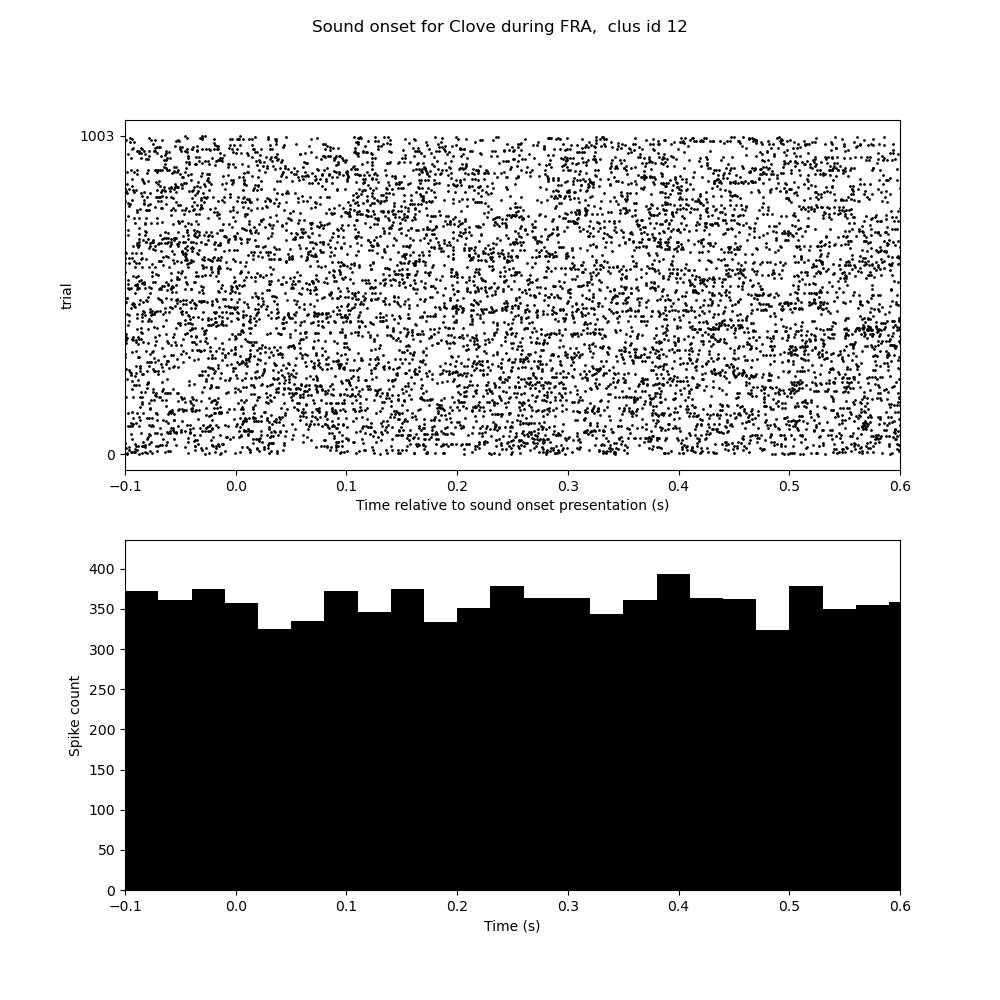 Sound onset for Clove during FRA,  clus id 12
1003
trial
0
−0.1 0.0 0.1 0.2 0.3 0.4 0.5 0.6
Time relative to sound onset presentation (s)
400
350
300
250
200
150
100
50
0
Spike count
−0.1 0.0 0.1 0.2 0.3 0.4 0.5 0.6
Time (s)